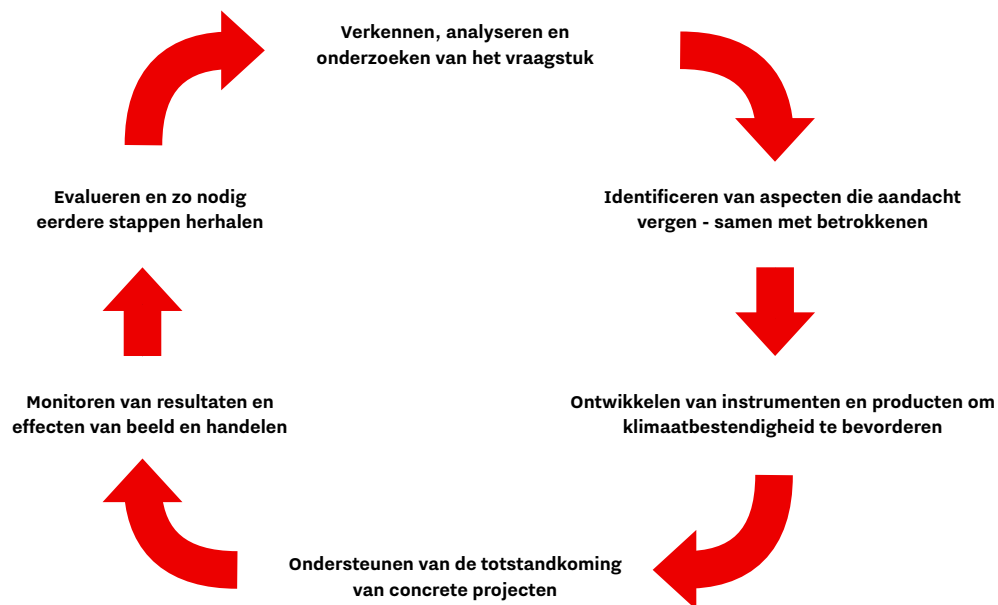 Verkennen, analyseren en
onderzoeken van het vraagstuk
Identificeren van aspecten die aandacht
vergen - samen met betrokkenen
Ontwikkelen van instrumenten en producten om
klimaatbestendigheid te bevorderen
Ondersteunen van de totstandkoming
van concrete projecten
Monitoren van resultaten en
effecten van beeld en handelen
Evalueren en zo nodig
eerdere stappen herhalen